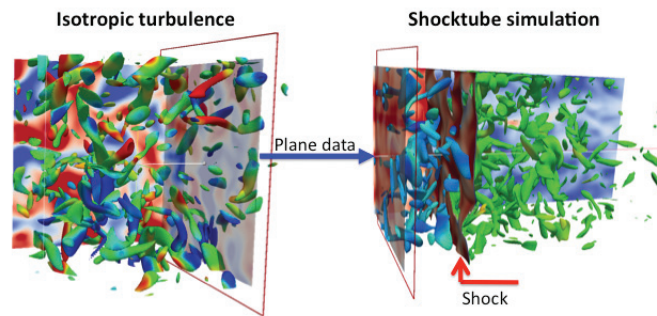 Isotropic turbulence
Shocktube simulation
Plane data
Shock